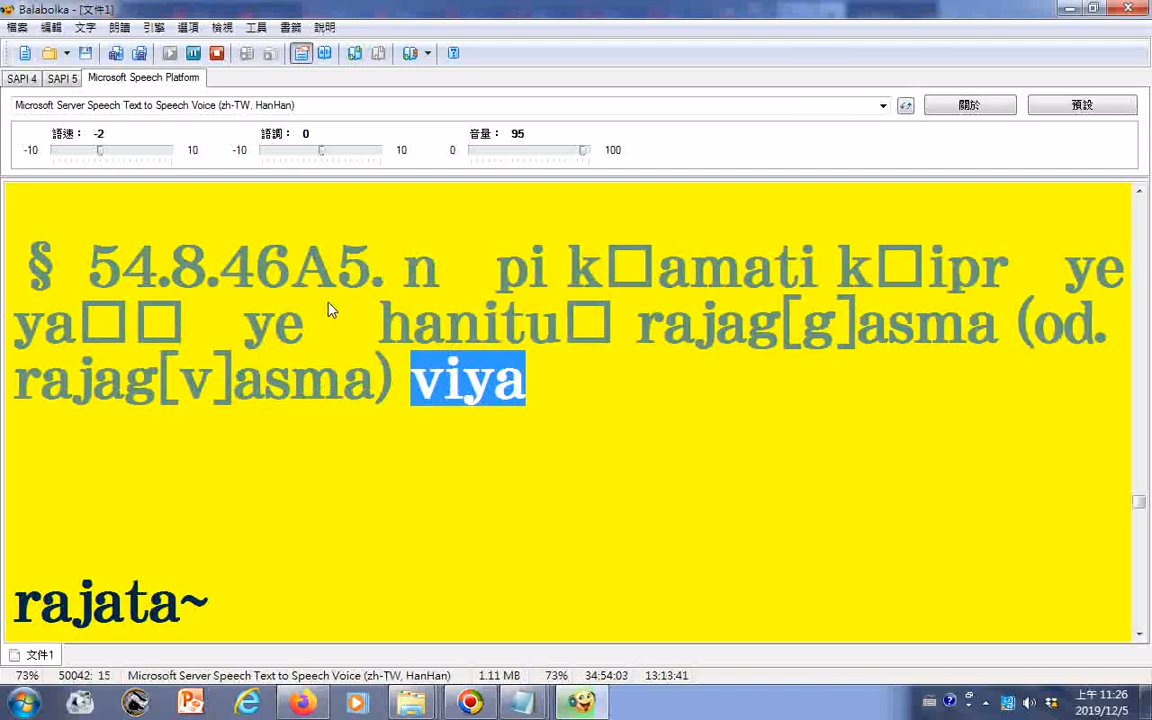 Balabolka - [文件1]
檔案 編輯 文字 朗讀 引擎 選項 檢視 工具 書籤 說明
SAPI 4 SAPI 5 Microsoft Speech Platform
Microsoft Server Speech Text to Speech Voice (zh-TW, HanHan) 關於 預設
語速： -2 語調： 0 音量： 95
-10 10 -10 10 0 100
§ 54.8.46A5. n pi k□amati k□ipr ye
ya□□ ye hanitu□ rajag[g]asma (od.
rajag[v]asma) viya
rajata~
文件1
73% 50042: 15 Microsoft Server Speech Text to Speech Voice (zh-TW, HanHan) 1.11 MB 73% 34:54:03 13:13:41
上午 11:26
2019/12/5